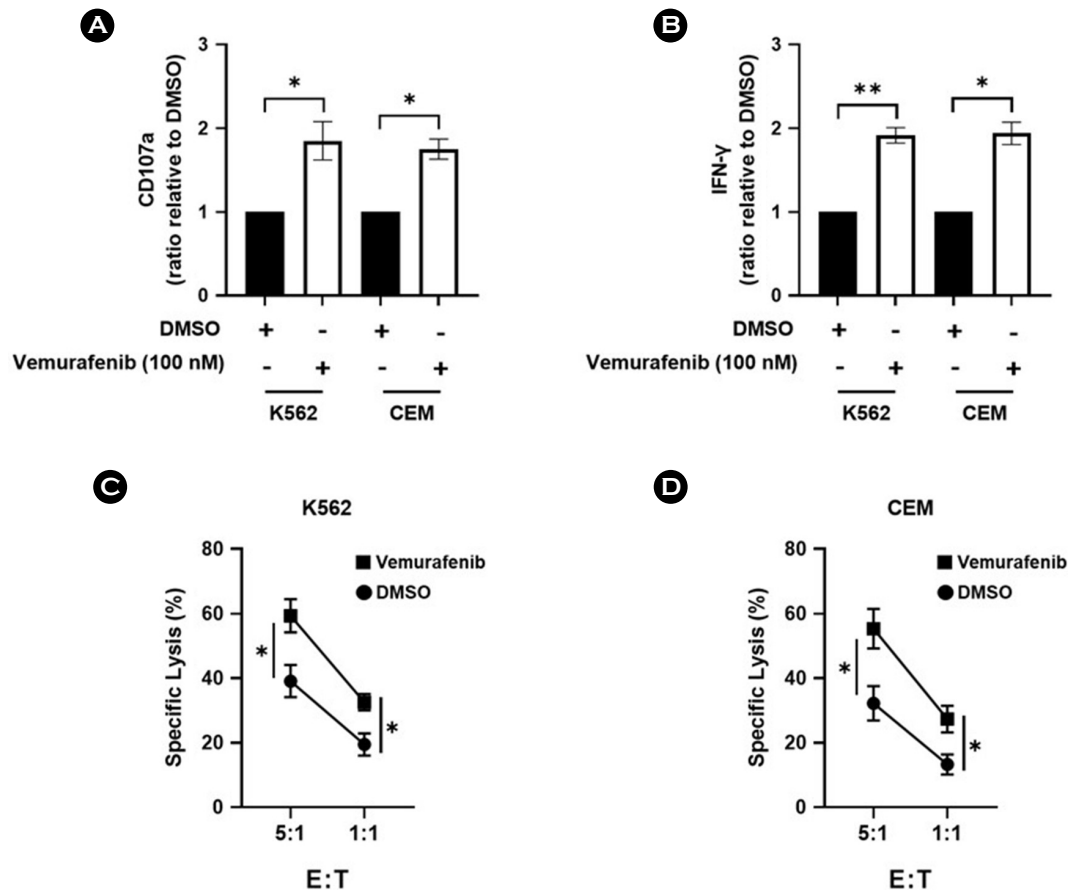 A
CD107a
(ratio relative to DMSO)
3
2
1
0
*
*
DMSO + - + -
Vemurafenib (100 nM) - + - +
K562 CEM
B
IFN-γ
(ratio relative to DMSO)
3
2
1
0
**
*
DMSO + - + -
Vemurafenib (100 nM) - + - +
K562 CEM
C
K562
Specific Lysis (%)
80
60
40
20
0
Vemurafenib
DMSO
*
*
5:1 1:1
E:T
D
CEM
Specific Lysis (%)
80
60
40
20
0
Vemurafenib
DMSO
*
*
5:1 1:1
E:T